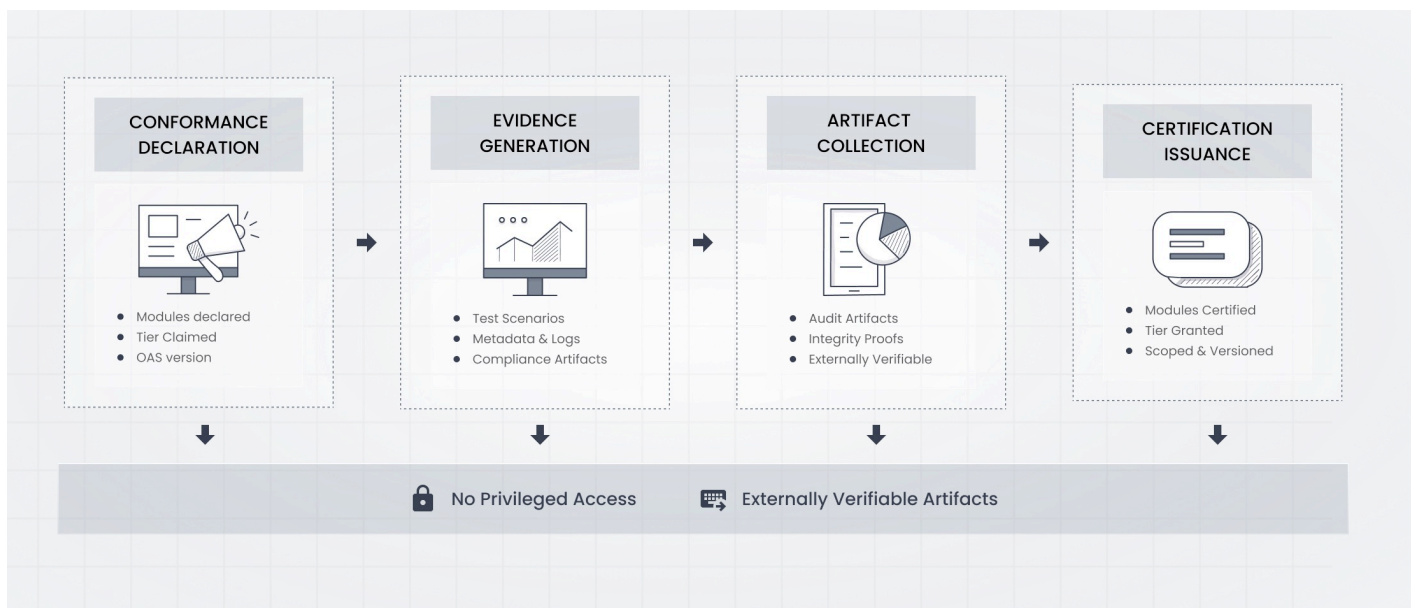 CONFORMANCE
DECLARATION
Modules declared
Tier Claimed
OAS version
EVIDENCE
GENERATION
Test Scenarios
Metadata & Logs
Compliance Artifacts
ARTIFACT
COLLECTION
Audit Artifacts
Integrity Proofs
Externally Verifiable
CERTIFICATION
ISSUANCE
Modules Certified
Tier Granted
Scoped & Versioned
No Privileged Access
Externally Verifiable Artifacts